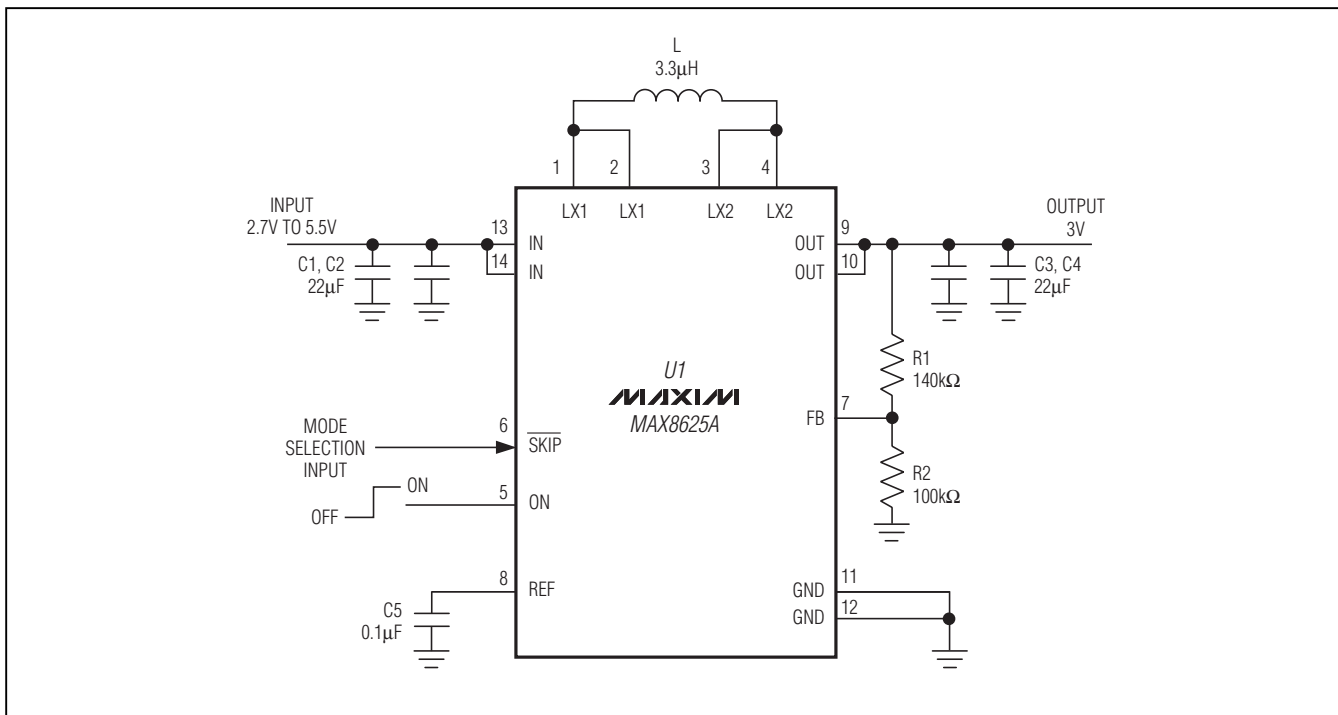 L
3.3μH
1
2
3
4
LX1
LX1
LX2
LX2
INPUT
2.7V TO 5.5V
13
IN
14
IN
C1, C2
22μF
OUTPUT
3V
9
OUT
10
OUT
C3, C4
22μF
U1
MAXIM
MAX8625A
R1
140kΩ
7
FB
R2
100kΩ
MODE
SELECTION
INPUT
6
SKIP
ON
OFF
5
ON
8
REF
C5
0.1μF
11
GND
12
GND